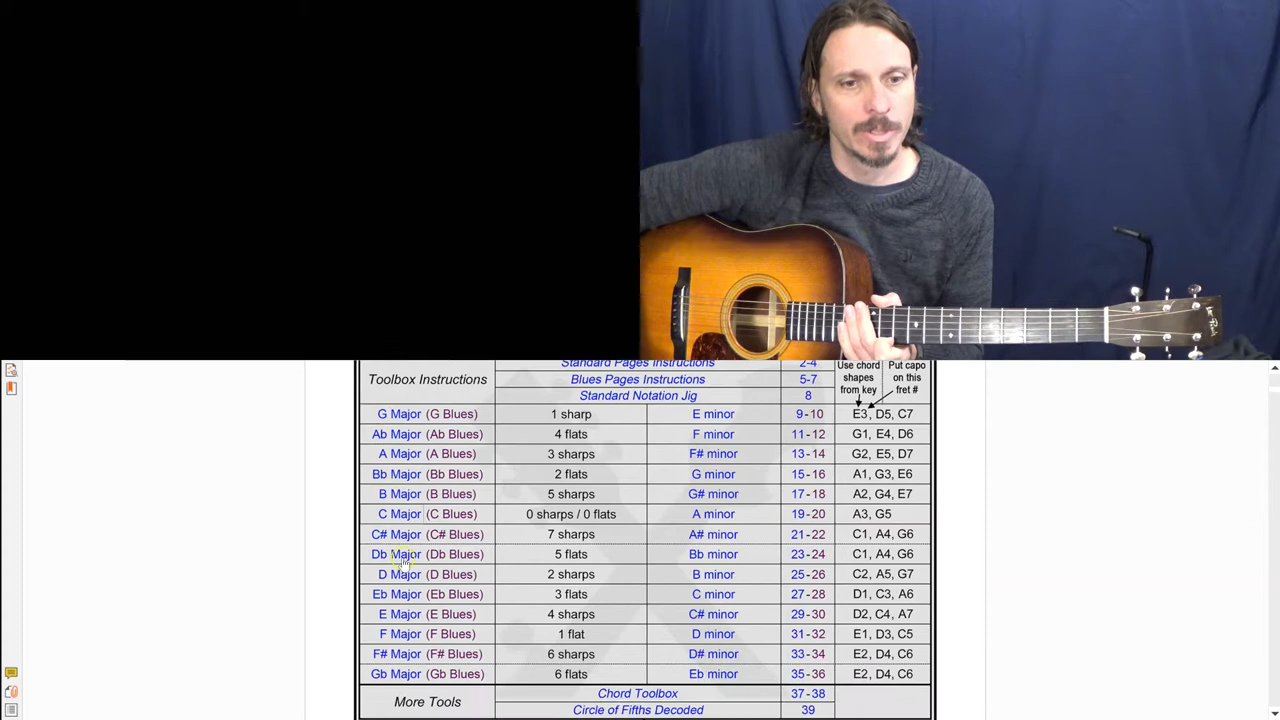 Standard Pages Instructions 2-4
Toolbox Instructions Blues Pages Instructions 5-7
Standard Notation Jig 8
Use chord shapes from key
Put capo on this fret #
G Major (G Blues) 1 sharp E minor 9-10 E3, D5, C7
Ab Major (Ab Blues) 4 flats F minor 11-12 G1, E4, D6
A Major (A Blues) 3 sharps F# minor 13-14 G2, E5, D7
Bb Major (Bb Blues) 2 flats G minor 15-16 A1, G3, E6
B Major (B Blues) 5 sharps G# minor 17-18 A2, G4, E7
C Major (C Blues) 0 sharps / 0 flats A minor 19-20 A3, G5
C# Major (C# Blues) 7 sharps A# minor 21-22 C1, A4, G6
Db Major (Db Blues) 5 flats Bb minor 23-24 C1, A4, G6
D Major (D Blues) 2 sharps B minor 25-26 C2, A5, G7
Eb Major (Eb Blues) 3 flats C minor 27-28 D1, C3, A6
E Major (E Blues) 4 sharps C# minor 29-30 D2, C4, A7
F Major (F Blues) 1 flat D minor 31-32 E1, D3, C5
F# Major (F# Blues) 6 sharps D# minor 33-34 E2, D4, C6
Gb Major (Gb Blues) 6 flats Eb minor 35-36 E2, D4, C6
More Tools Chord Toolbox 37-38
Circle of Fifths Decoded 39